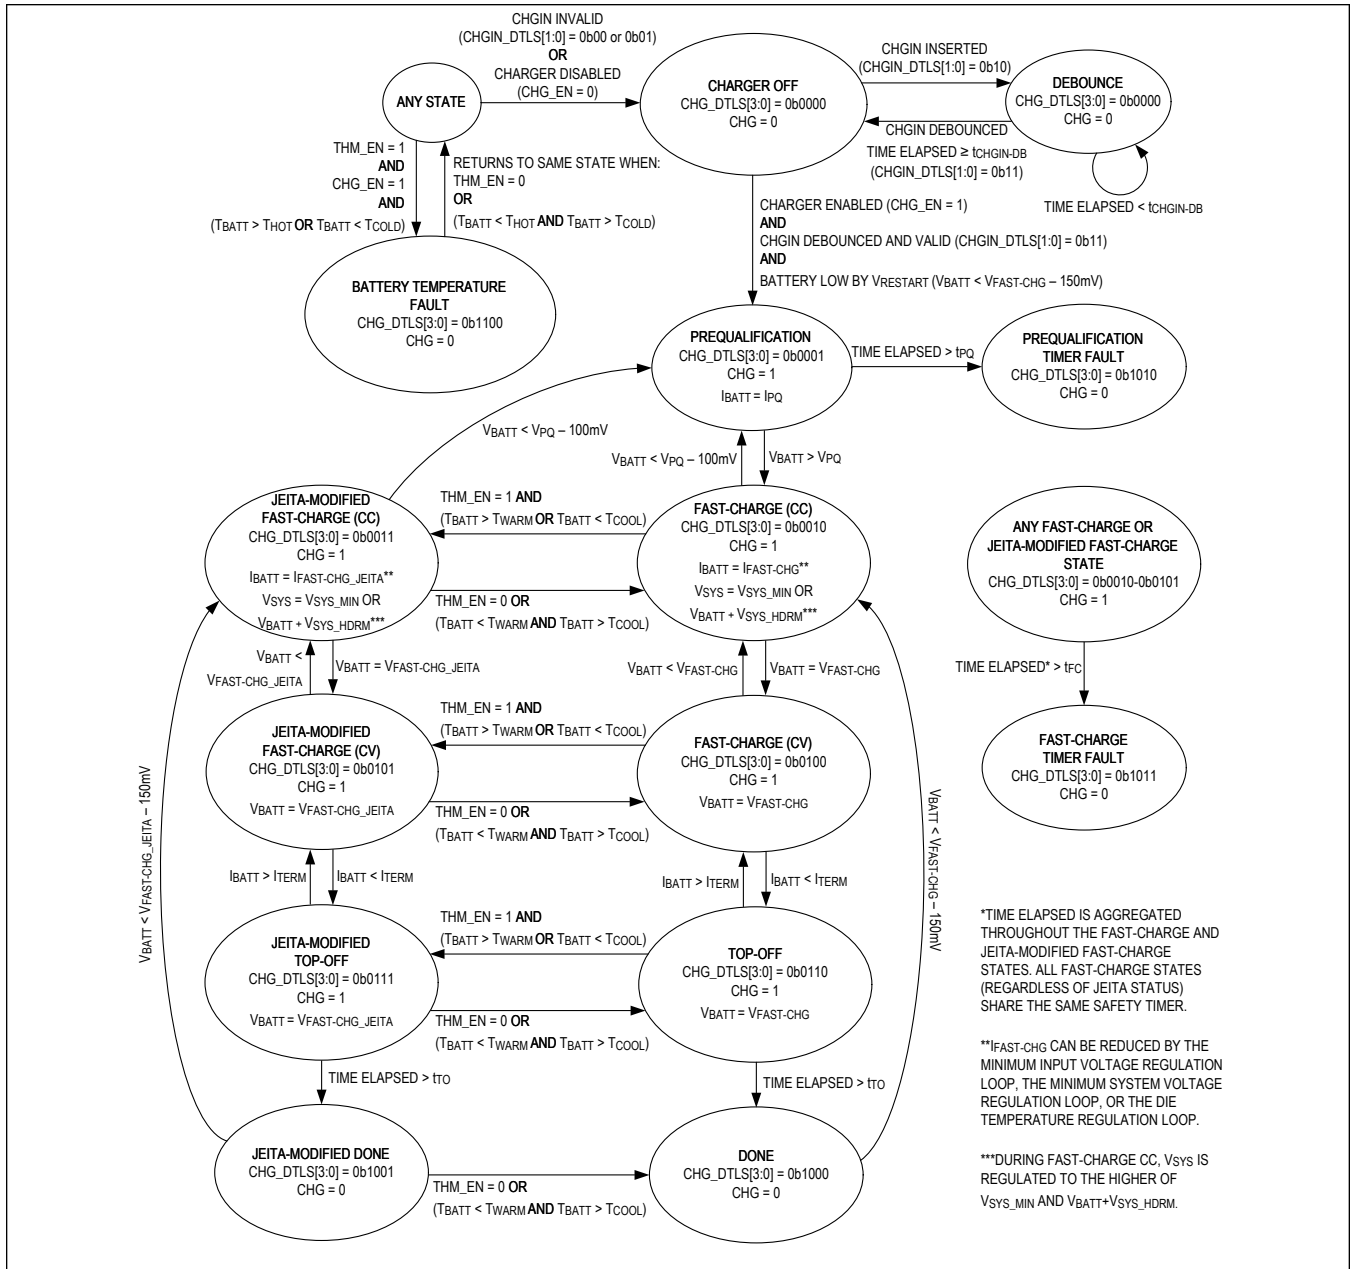 CHGIN INVALID
(CHGIN_DTLS[1:0] = 0b00 or 0b01)
OR
CHARGER DISABLED
(CHG_EN = 0)
ANY STATE
CHARGER OFF
CHG_DTLS[3:0] = 0b0000
CHG = 0
CHGIN INSERTED
(CHGIN_DTLS[1:0] = 0b10)
DEBOUNCE
CHG_DTLS[3:0] = 0b0000
CHG = 0
CHGIN DEBOUNCED
TIME ELAPSED ≥ tCHGIN-DB
(CHGIN_DTLS[1:0] = 0b11)
TIME ELAPSED < tCHGIN-DB
THM_EN = 1
AND
CHG_EN = 1
AND
(TBATT > THOT OR TBATT < TCOLD)
RETURNS TO SAME STATE WHEN:
THM_EN = 0
OR
(TBATT < THOT AND TBATT > TCOLD)
CHARGER ENABLED (CHG_EN = 1)
AND
CHGIN DEBOUNCED AND VALID (CHGIN_DTLS[1:0] = 0b11)
AND
BATTERY LOW BY VRESTART (VBATT < VFAST-CHG – 150mV)
BATTERY TEMPERATURE
FAULT
CHG_DTLS[3:0] = 0b1100
CHG = 0
PREQUALIFICATION
CHG_DTLS[3:0] = 0b0001
CHG = 1
IBATT = IPQ
TIME ELAPSED > tPQ
PREQUALIFICATION
TIMER FAULT
CHG_DTLS[3:0] = 0b1010
CHG = 0
VBATT < VPQ – 100mV
VBATT < VPQ – 100mV
VBATT > VPQ
JEITA-MODIFIED
FAST-CHARGE (CC)
CHG_DTLS[3:0] = 0b0011
CHG = 1
IBATT = IFAST-CHG_JEITA**
VSYS = VSYS_MIN OR
VBATT + VSYS_HDRM***
THM_EN = 1 AND
(TBATT > TWARM OR TBATT < TCOOL)
THM_EN = 0 OR
(TBATT < TWARM AND TBATT > TCOOL)
FAST-CHARGE (CC)
CHG_DTLS[3:0] = 0b0010
CHG = 1
IBATT = IFAST-CHG**
VSYS = VSYS_MIN OR
VBATT + VSYS_HDRM***
ANY FAST-CHARGE OR
JEITA-MODIFIED FAST-CHARGE
STATE
CHG_DTLS[3:0] = 0b0010-0b0101
CHG = 1
VBATT <
VFAST-CHG_JEITA
VBATT = VFAST-CHG_JEITA
VBATT < VFAST-CHG
VBATT = VFAST-CHG
TIME ELAPSED* > tFC
JEITA-MODIFIED
FAST-CHARGE (CV)
CHG_DTLS[3:0] = 0b0101
CHG = 1
VBATT = VFAST-CHG_JEITA
THM_EN = 1 AND
(TBATT > TWARM OR TBATT < TCOOL)
THM_EN = 0 OR
(TBATT < TWARM AND TBATT > TCOOL)
FAST-CHARGE (CV)
CHG_DTLS[3:0] = 0b0100
CHG = 1
VBATT = VFAST-CHG
FAST-CHARGE
TIMER FAULT
CHG_DTLS[3:0] = 0b1011
CHG = 0
VBATT < VFAST-CHG_JEITA – 150mV
VBATT < VFAST-CHG – 150mV
IBATT > ITERM
IBATT < ITERM
IBATT > ITERM
IBATT < ITERM
JEITA-MODIFIED
TOP-OFF
CHG_DTLS[3:0] = 0b0111
CHG = 1
VBATT = VFAST-CHG_JEITA
THM_EN = 1 AND
(TBATT > TWARM OR TBATT < TCOOL)
THM_EN = 0 OR
(TBATT < TWARM AND TBATT > TCOOL)
TOP-OFF
CHG_DTLS[3:0] = 0b0110
CHG = 1
VBATT = VFAST-CHG
TIME ELAPSED > tTO
TIME ELAPSED > tTO
JEITA-MODIFIED DONE
CHG_DTLS[3:0] = 0b1001
CHG = 0
THM_EN = 0 OR
(TBATT < TWARM AND TBATT > TCOOL)
DONE
CHG_DTLS[3:0] = 0b1000
CHG = 0
*TIME ELAPSED IS AGGREGATED
THROUGHOUT THE FAST-CHARGE AND
JEITA-MODIFIED FAST-CHARGE
STATES. ALL FAST-CHARGE STATES
(REGARDLESS OF JEITA STATUS)
SHARE THE SAME SAFETY TIMER.
**IFAST-CHG CAN BE REDUCED BY THE
MINIMUM INPUT VOLTAGE REGULATION
LOOP, THE MINIMUM SYSTEM VOLTAGE
REGULATION LOOP, OR THE DIE
TEMPERATURE REGULATION LOOP.
***DURING FAST-CHARGE CC, VSYS IS
REGULATED TO THE HIGHER OF
VSYS_MIN AND VBATT+VSYS_HDRM.